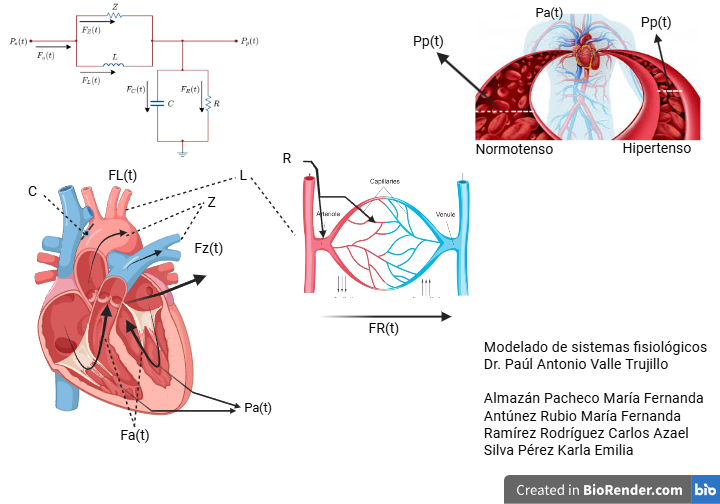 Z
F_Z(t)
P_a(t)
F_a(t)
L
F_L(t)
P_p(t)
F_C(t)
C
F_R(t)
R
Pa(t)
Pp(t)
Pp(t)
Normotenso
Hipertenso
C
FL(t)
L
Z
Fz(t)
Pa(t)
Fa(t)
R
Capillaries
Arteriole
Venule
FR(t)
Modelado de sistemas fisiológicos
Dr. Paúl Antonio Valle Trujillo
Almazán Pacheco María Fernanda
Antúnez Rubio María Fernanda
Ramírez Rodríguez Carlos Azael
Silva Pérez Karla Emilia
Created in BioRender.com bio